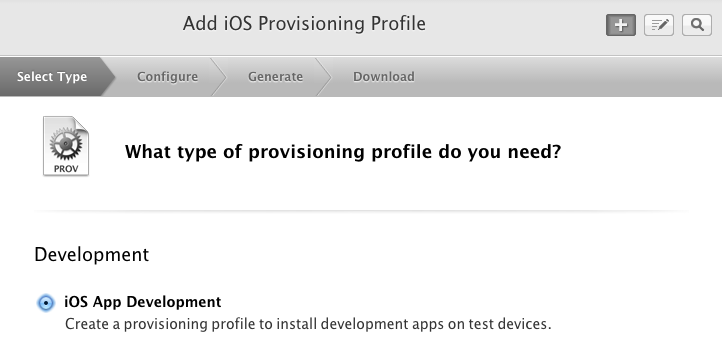 Add iOS Provisioning Profile
Select Type Configure Generate Download
PROV
What type of provisioning profile do you need?
Development
iOS App Development
Create a provisioning profile to install development apps on test devices.